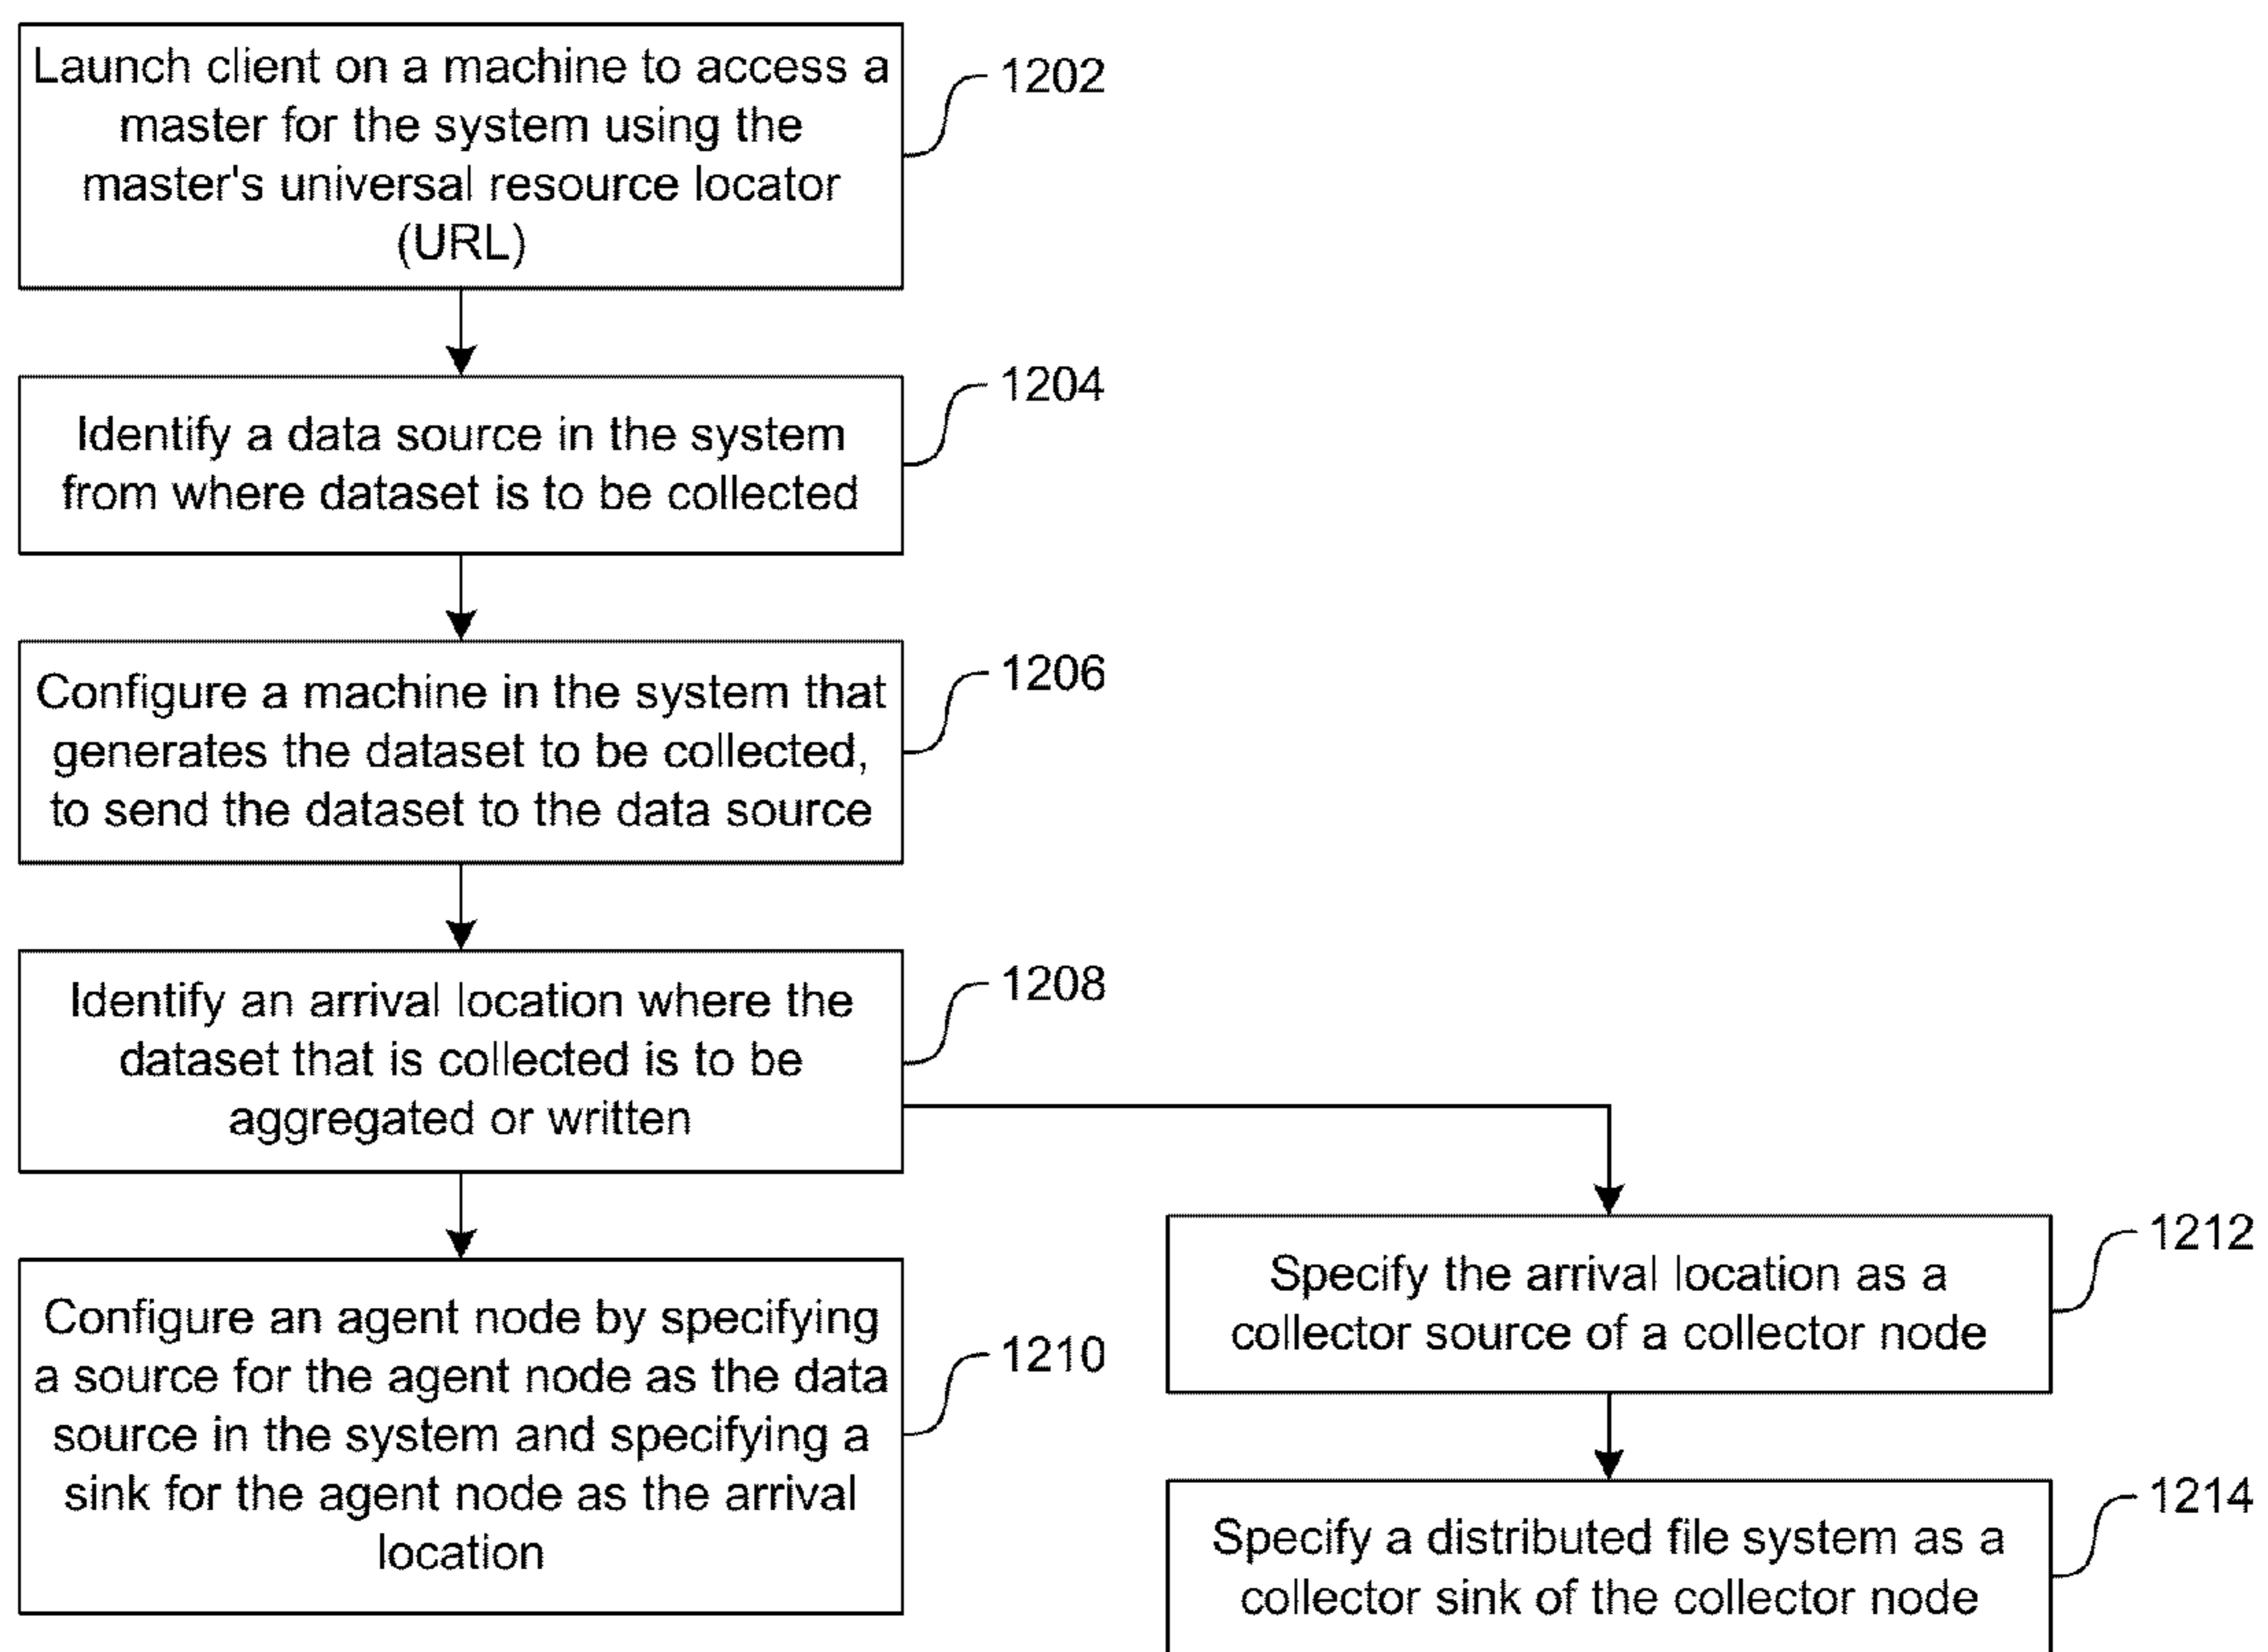 Launch client on a machine to access a
master for the system using the
master's universal resource locator
(URL)
1202
Identify a data source in the system
from where dataset is to be collected
1204
Configure a machine in the system that
generates the dataset to be collected,
to send the dataset to the data source
1206
Identify an arrival location where the
dataset that is collected is to be
aggregated or written
1208
Configure an agent node by specifying
a source for the agent node as the data
source in the system and specifying a
sink for the agent node as the arrival
location
1210
Specify the arrival location as a
collector source of a collector node
1212
Specify a distributed file system as a
collector sink of the collector node
1214